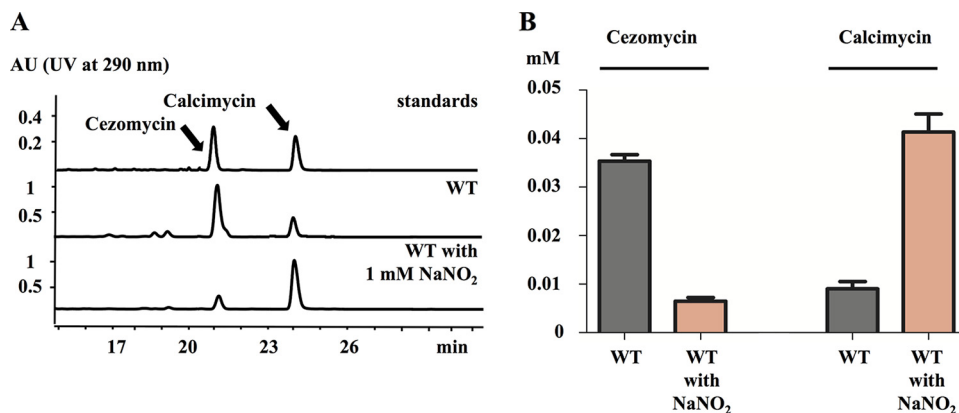 A
AU (UV at 290 nm)
Calcimycin
standards
Cezomycin
0.4
0.2
WT
1
0.5
WT with
1 mM NaNO₂
1
0.5
17 20 23 26 min
B
Cezomycin Calcimycin
mM
0.05
0.04
0.03
0.02
0.01
0
WT
WT
with
NaNO₂
WT
WT
with
NaNO₂